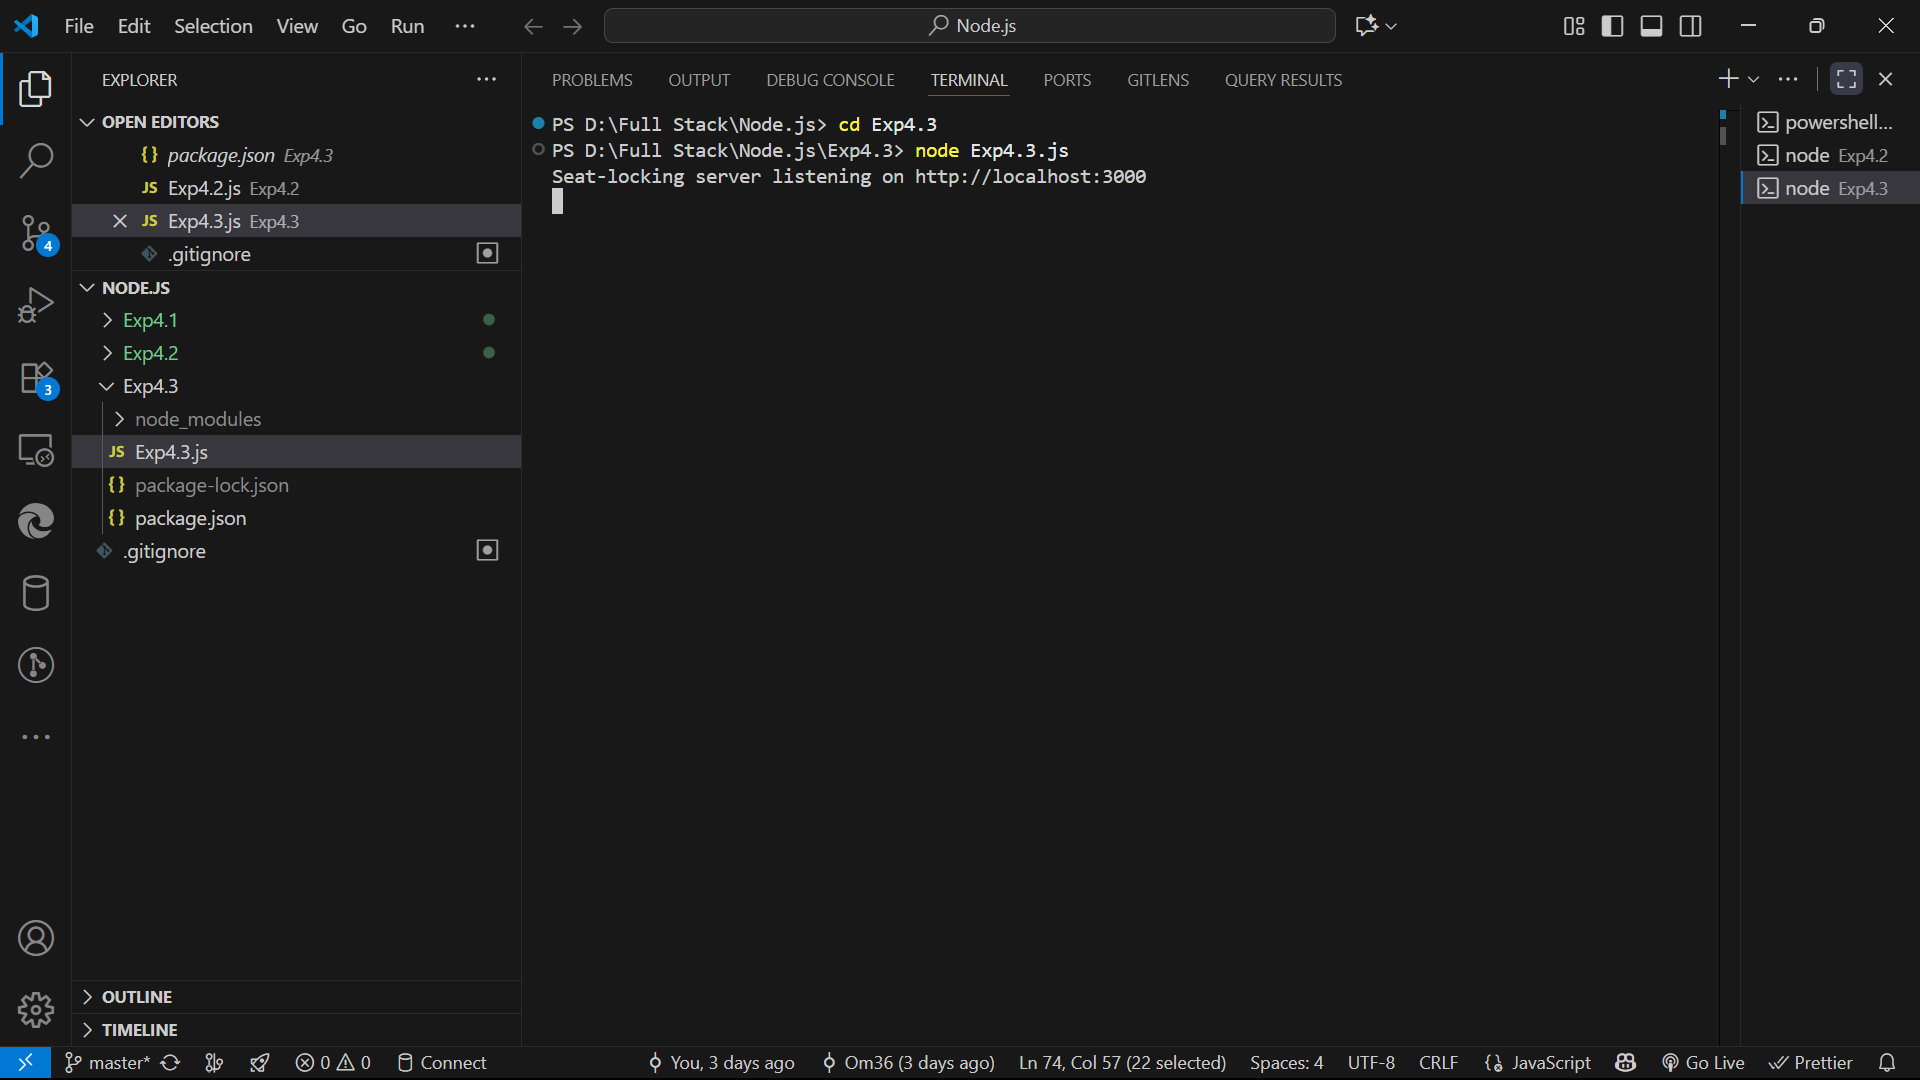 File Edit Selection View Go Run ··· Node.js
EXPLORER ···
OPEN EDITORS
{} package.json Exp4.3
JS Exp4.2.js Exp4.2
JS Exp4.3.js Exp4.3
.gitignore
NODE.JS
Exp4.1
Exp4.2
Exp4.3
node_modules
JS Exp4.3.js
{} package-lock.json
{} package.json
.gitignore
OUTLINE
TIMELINE
4
3
PROBLEMS OUTPUT DEBUG CONSOLE TERMINAL PORTS GITLENS QUERY RESULTS
PS D:\Full Stack\Node.js> cd Exp4.3
PS D:\Full Stack\Node.js\Exp4.3> node Exp4.3.js
Seat-locking server listening on http://localhost:3000
powershell...
node Exp4.2
node Exp4.3
master* 0 0 Connect You, 3 days ago Om36 (3 days ago) Ln 74, Col 57 (22 selected) Spaces: 4 UTF-8 CRLF {} JavaScript Go Live Prettier